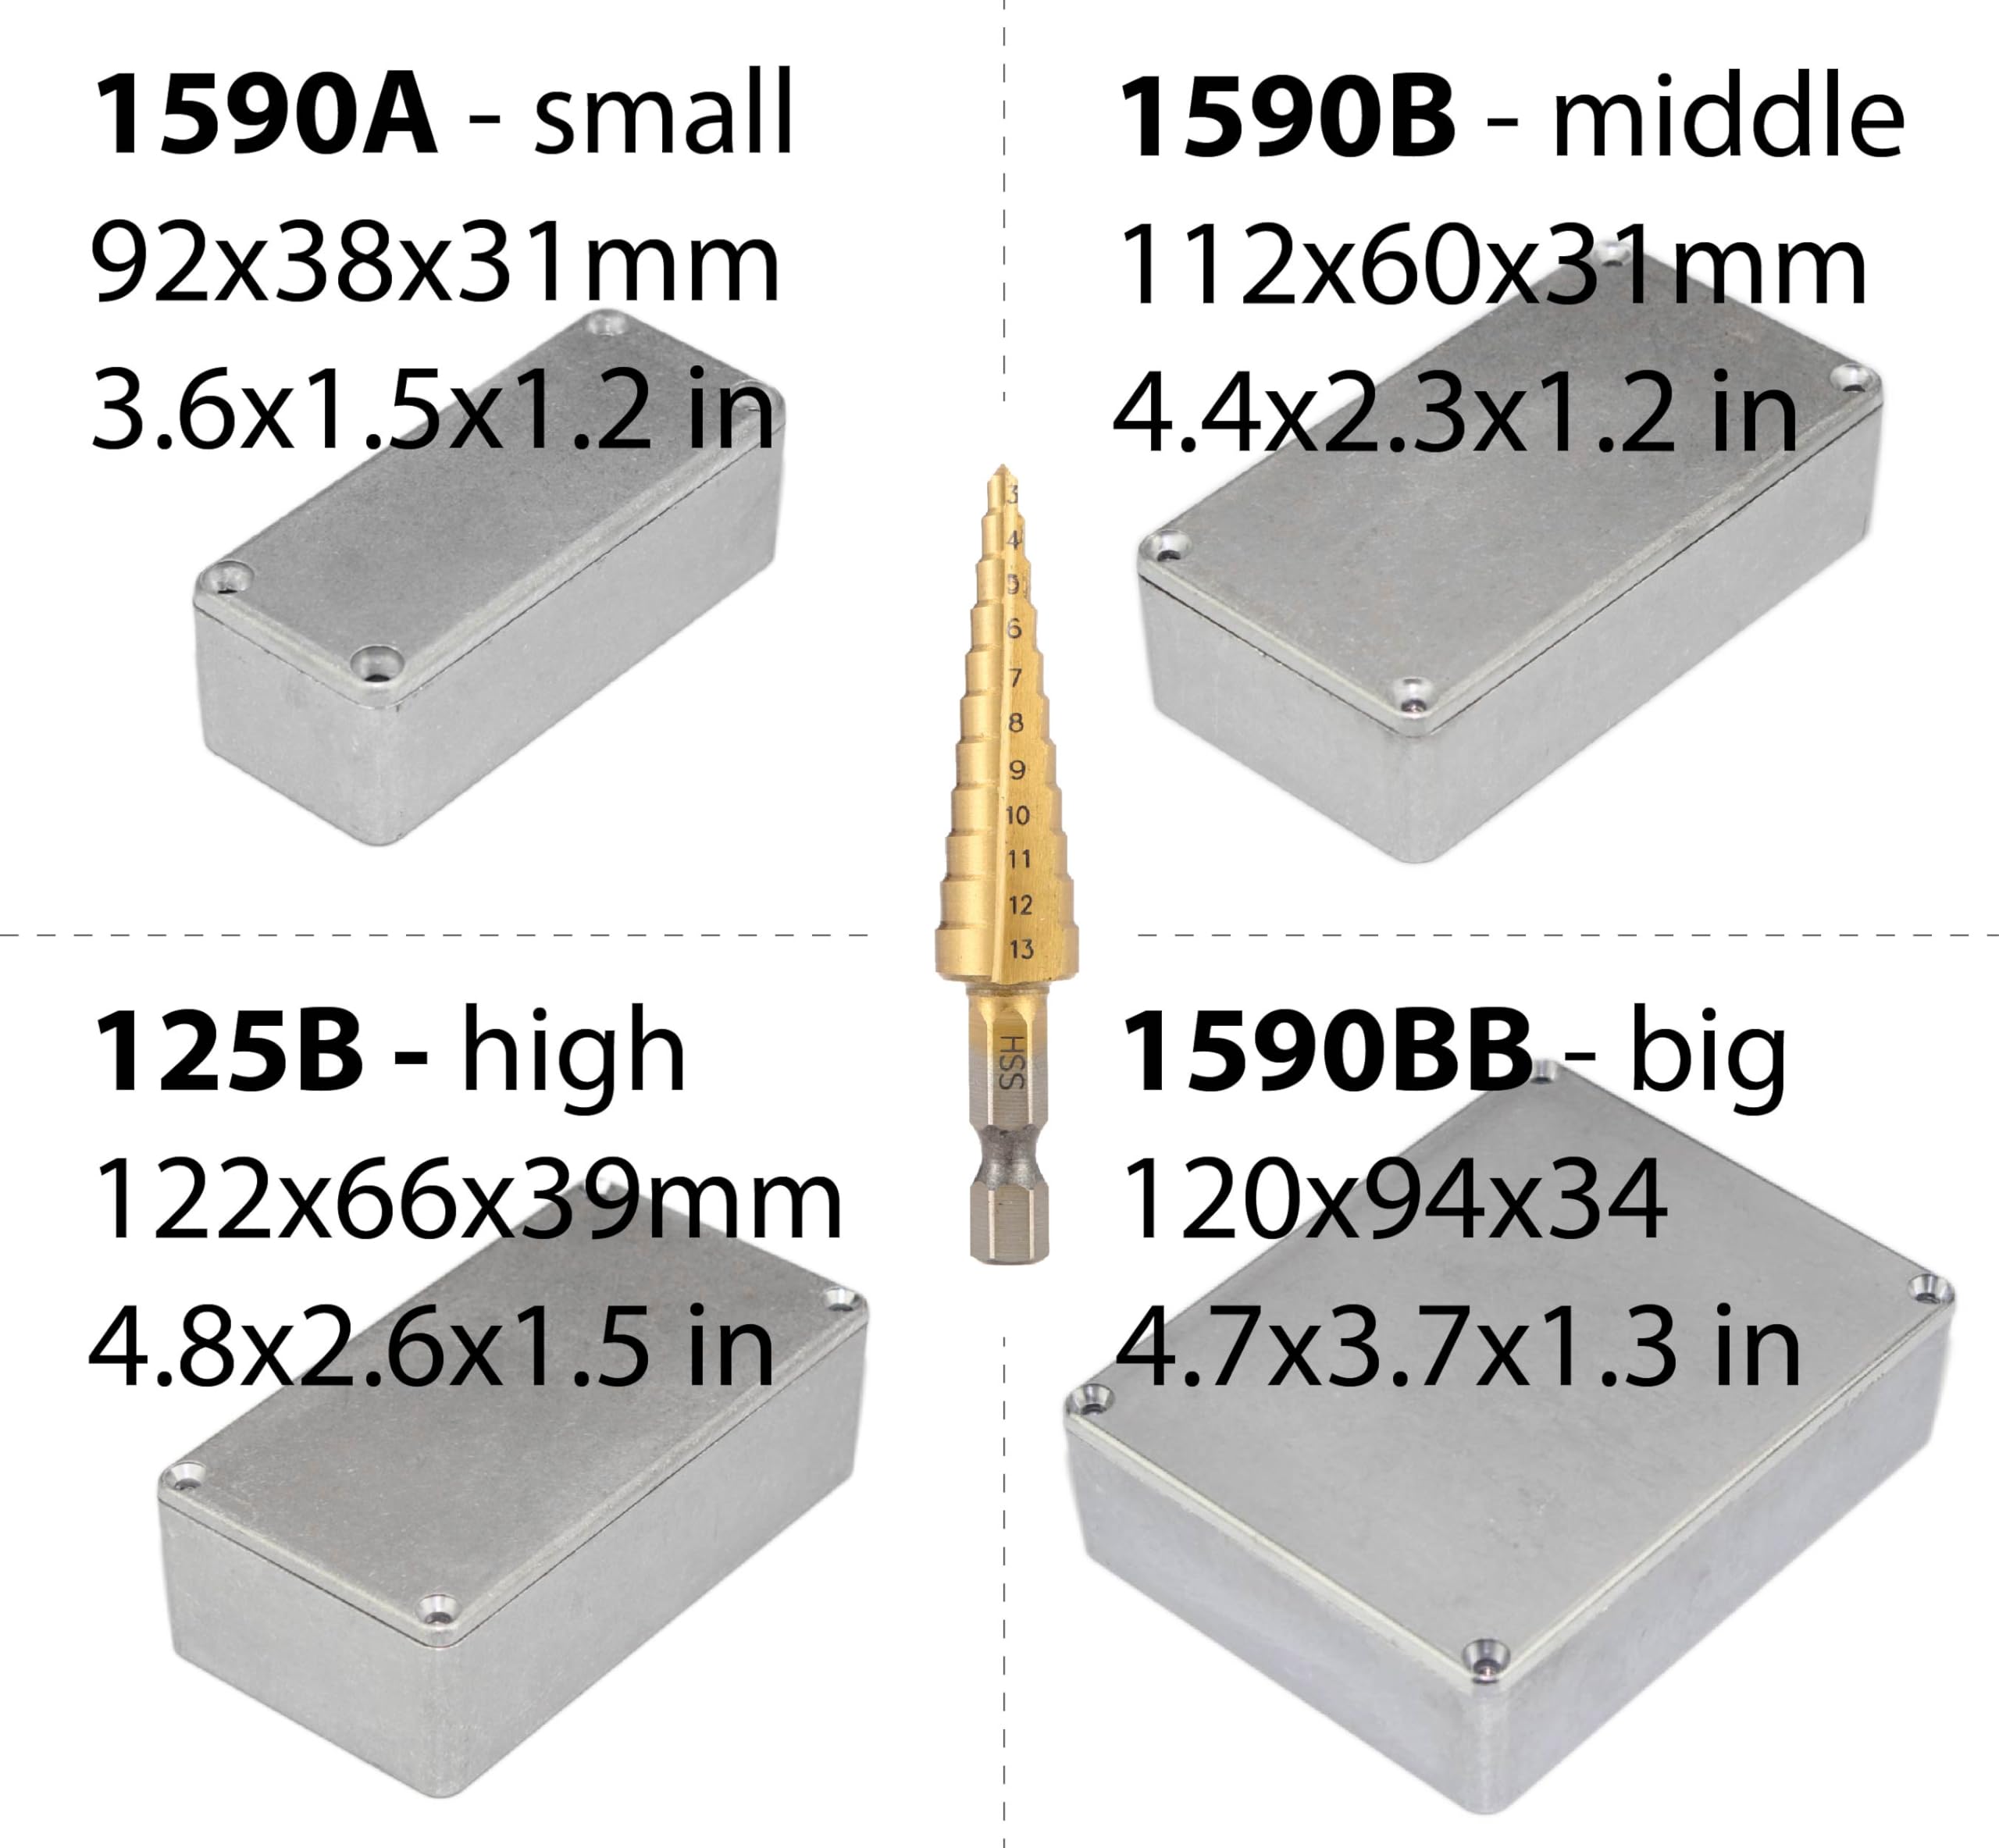 1590A - small
92x38x31mm
3.6x1.5x1.2 in
1590B - middle
112x60x31mm
4.4x2.3x1.2 in
3
4
5
6
7
8
9
10
11
12
13
HSS
125B - high
122x66x39mm
4.8x2.6x1.5 in
1590BB - big
120x94x34
4.7x3.7x1.3 in